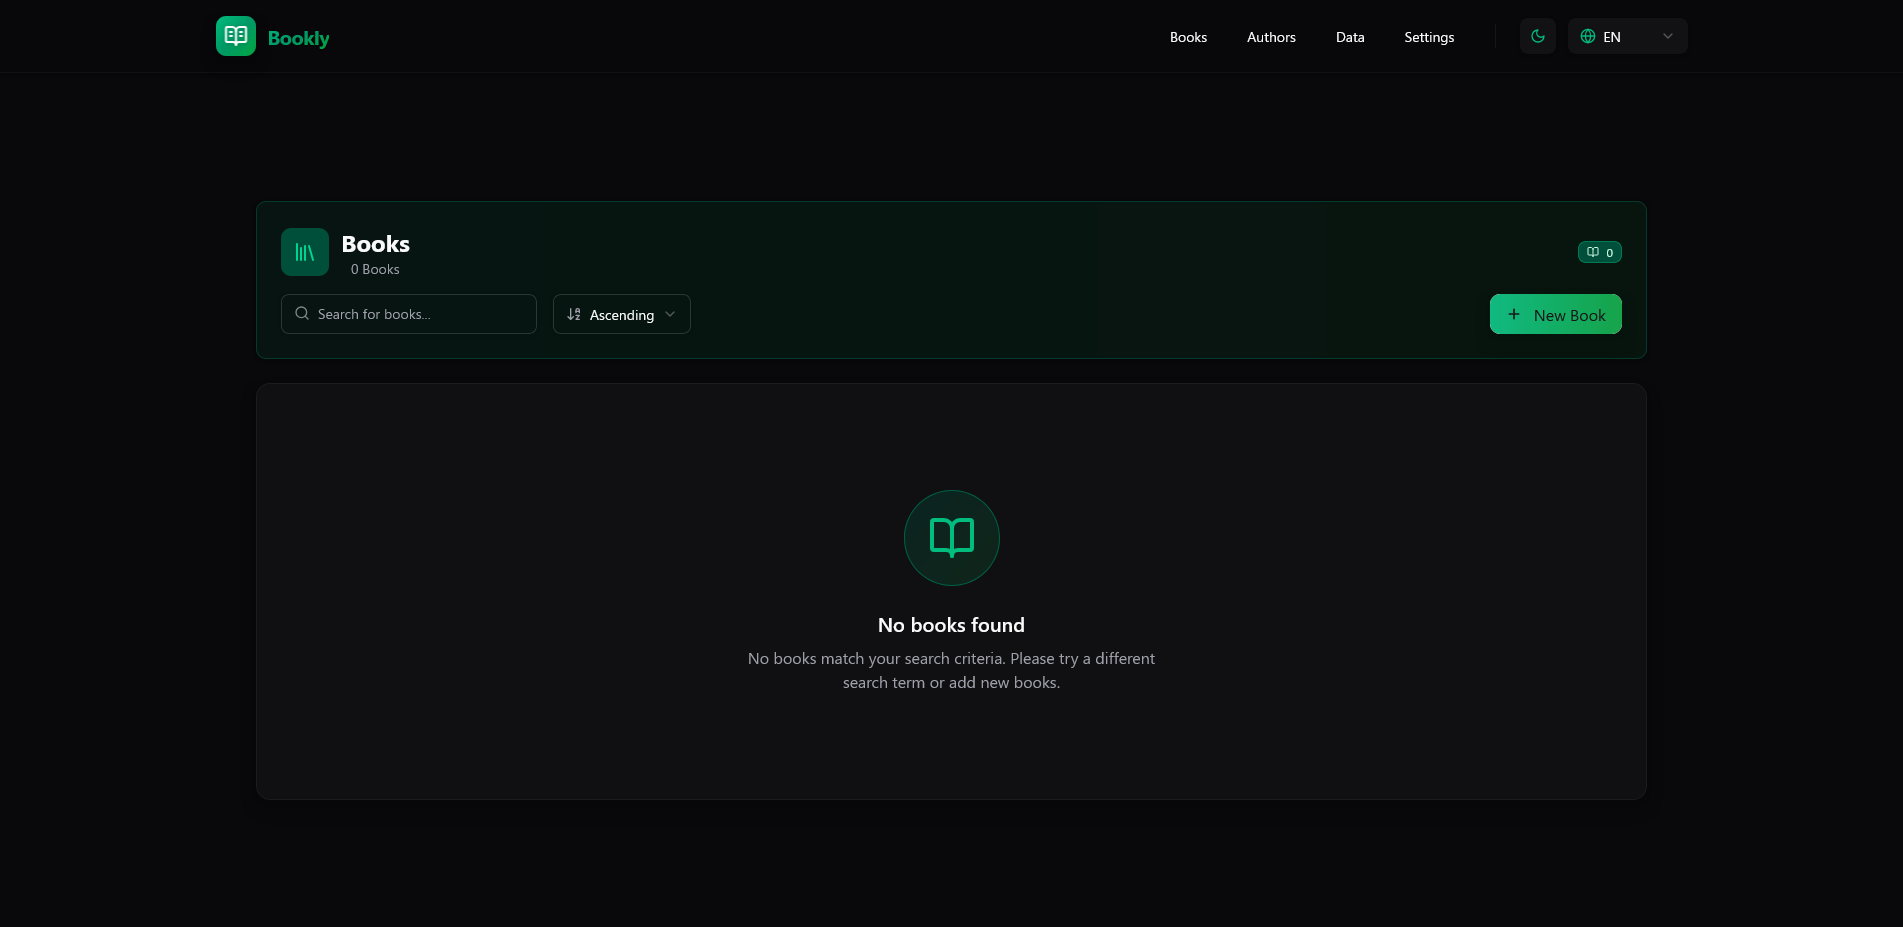 Bookly
Books
Authors
Data
Settings
EN
Books
0 Books
0
Search for books...
Ascending
New Book
No books found
No books match your search criteria. Please try a different
search term or add new books.